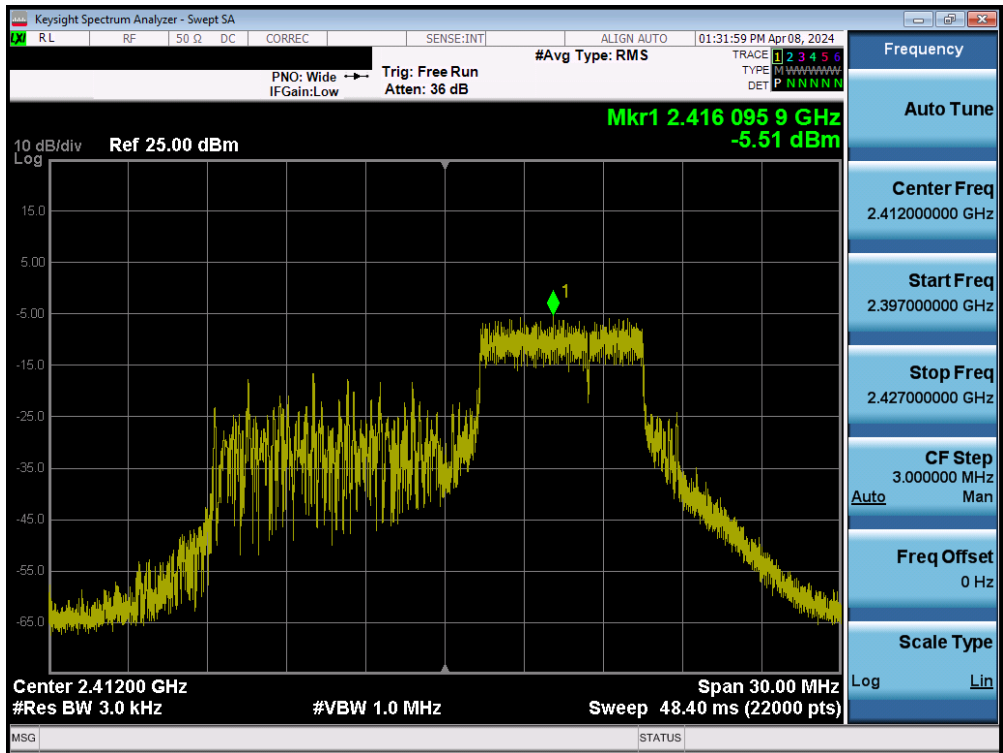 Keysight Spectrum Analyzer - Swept SA
LXI RL RF 50 Ω DC CORREC SENSE:INT ALIGN AUTO 01:31:59 PM Apr 08, 2024
#Avg Type: RMS TRACE 1 2 3 4 5 6
PNO: Wide Trig: Free Run TYPE M WWWWW
IFGain:Low Atten: 36 dB DET P N N N N N
Mkr1 2.416 095 9 GHz
-5.51 dBm
10 dB/div Ref 25.00 dBm
Log
15.0
5.00
1
-5.00
-15.0
-25.0
-35.0
-45.0
-55.0
-65.0
Center 2.41200 GHz Span 30.00 MHz
#Res BW 3.0 kHz #VBW 1.0 MHz Sweep 48.40 ms (22000 pts)
MSG STATUS
Frequency
Auto Tune
Center Freq
2.412000000 GHz
Start Freq
2.397000000 GHz
Stop Freq
2.427000000 GHz
CF Step
3.000000 MHz
Auto Man
Freq Offset
0 Hz
Scale Type
Log Lin